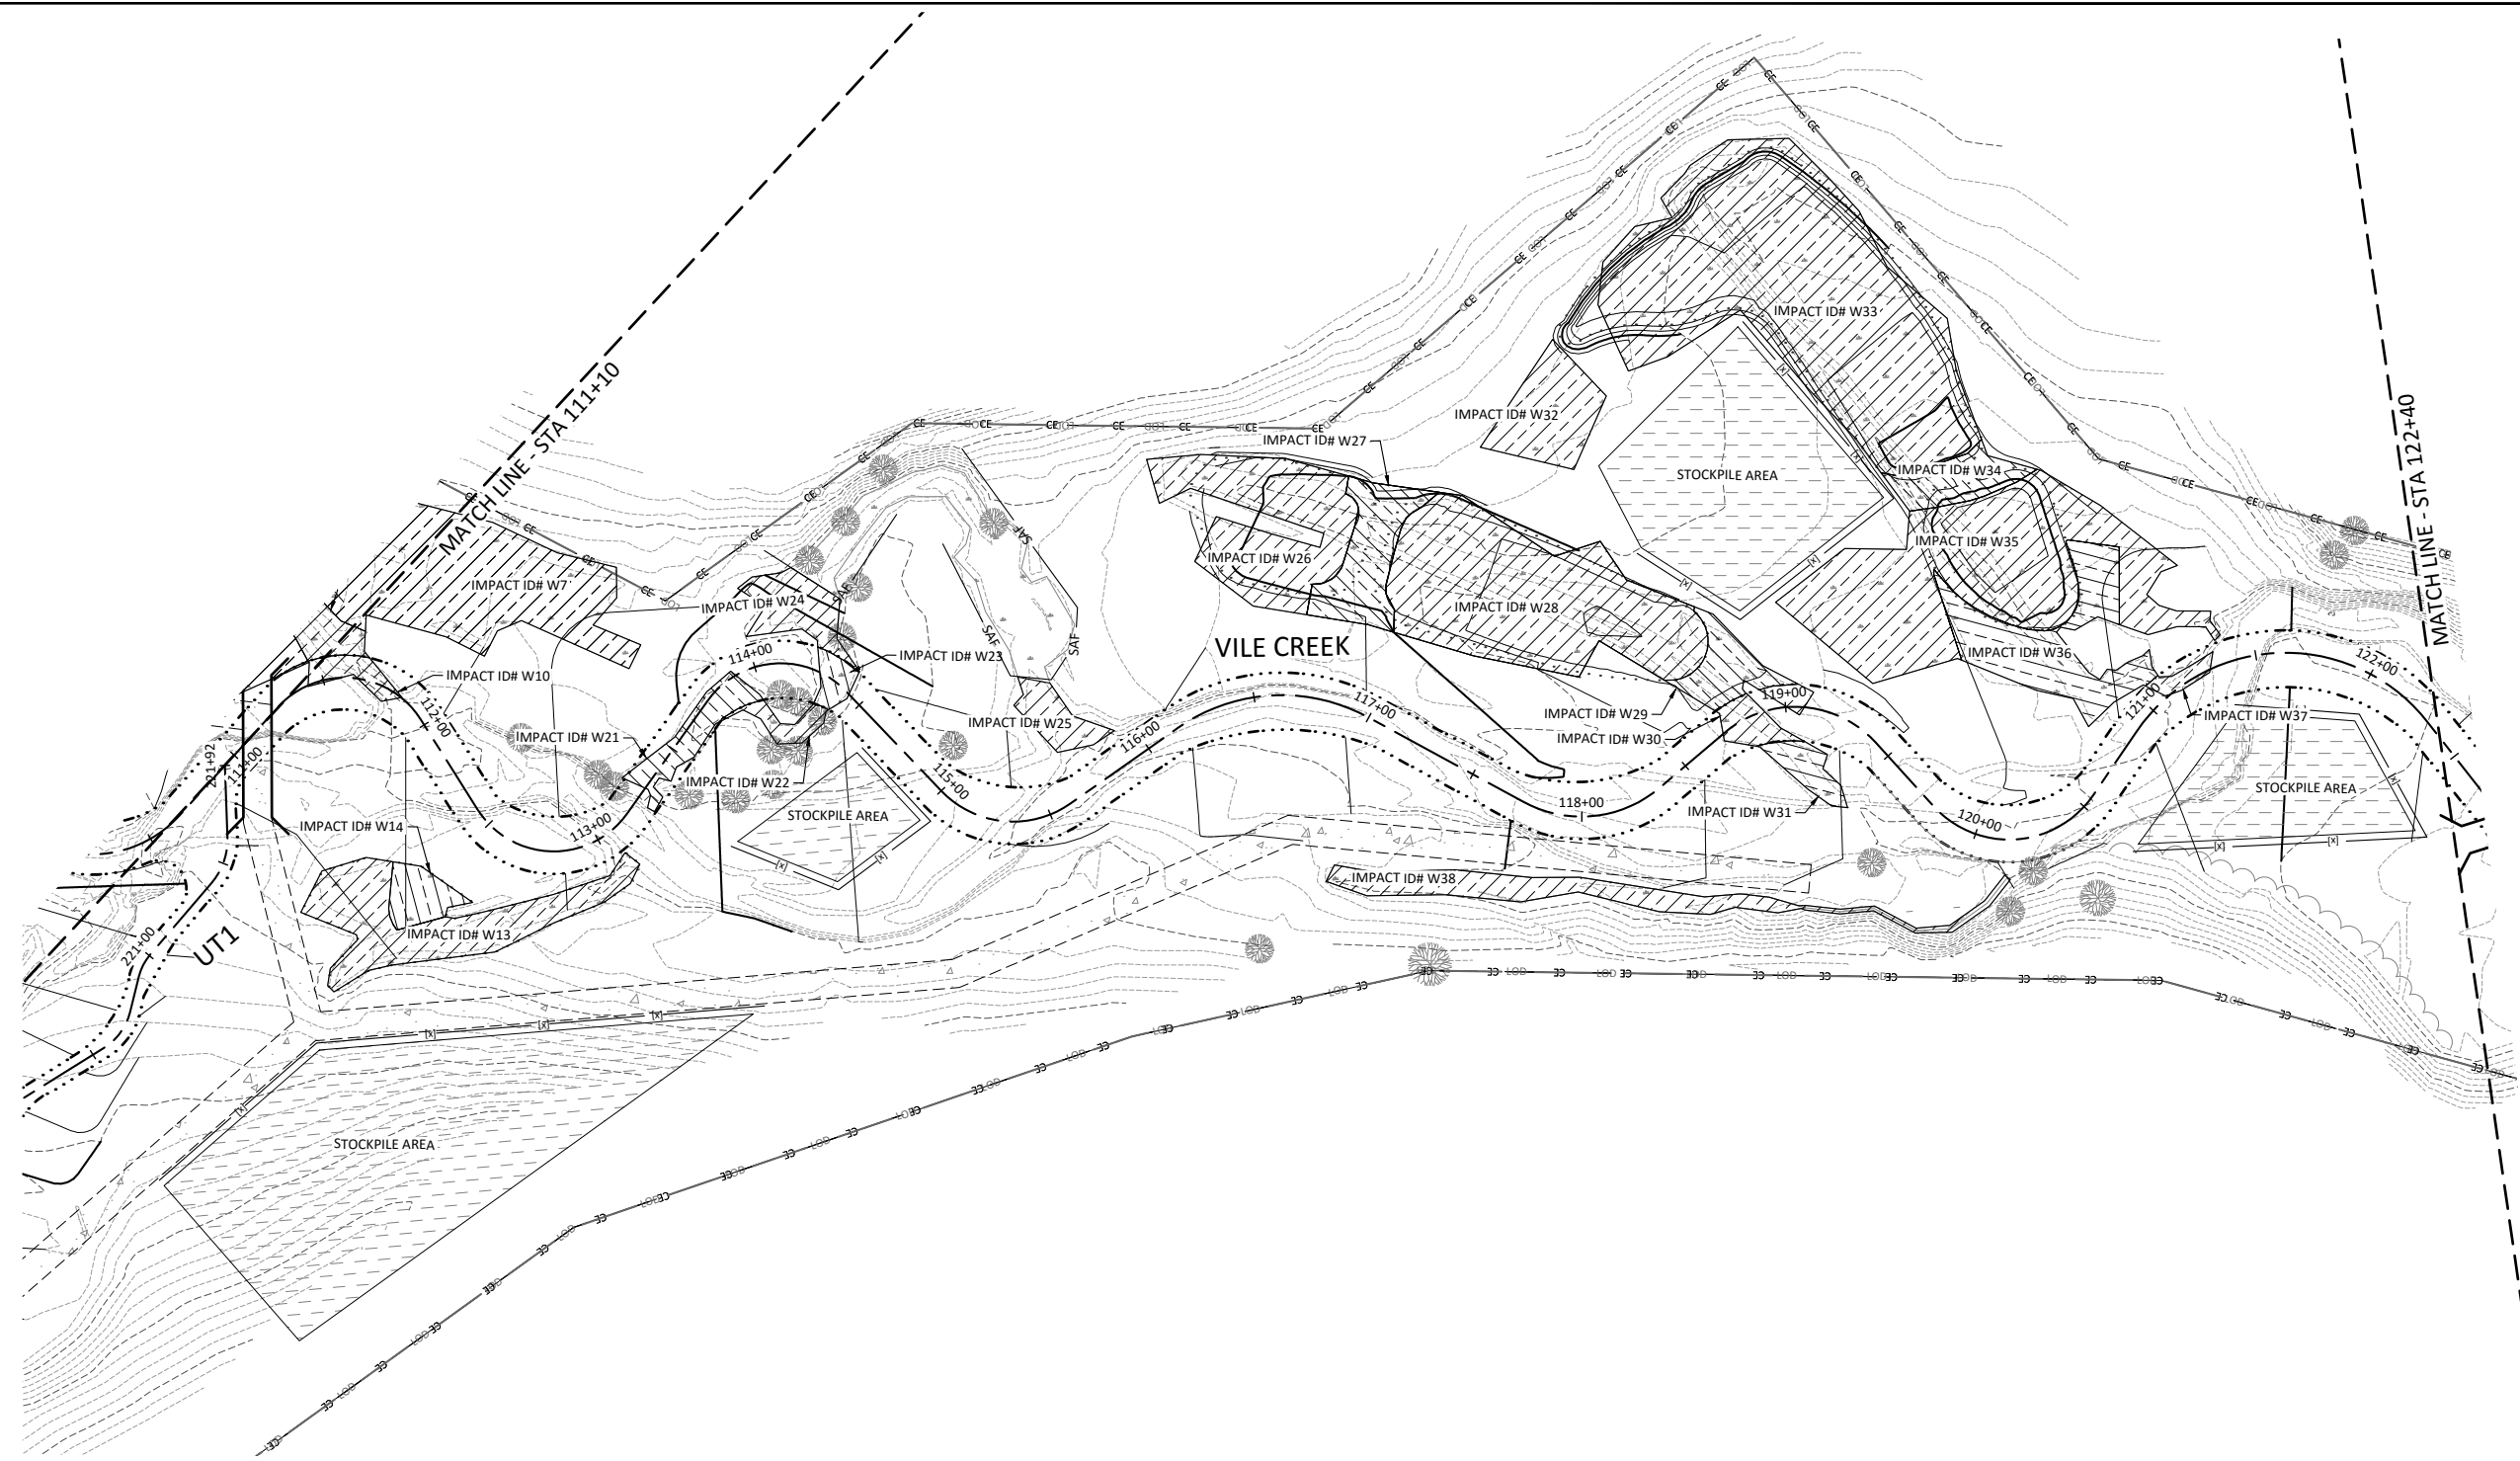 MATCH LINE - STA 111+10
MATCH LINE - STA 122+40
IMPACT ID# W33
IMPACT ID# W32
IMPACT ID# W27
IMPACT ID# W34
STOCKPILE AREA
IMPACT ID# W35
IMPACT ID# W26
IMPACT ID# W7
IMPACT ID# W24
IMPACT ID# W28
SAF
SAF
SAF
SAF
VILE CREEK
IMPACT ID# W36
IMPACT ID# W23
114+00
122+00
IMPACT ID# W10
119+00
121+00
117+00
112+00
IMPACT ID# W29
IMPACT ID# W37
IMPACT ID# W25
IMPACT ID# W21
IMPACT ID# W30
116+00
221+92
111+00
IMPACT ID# W22
115+00
STOCKPILE AREA
118+00
IMPACT ID# W31
STOCKPILE AREA
120+00
113+00
IMPACT ID# W14
IMPACT ID# W38
IMPACT ID# W13
221+00
UT1
STOCKPILE AREA
CE
LOD